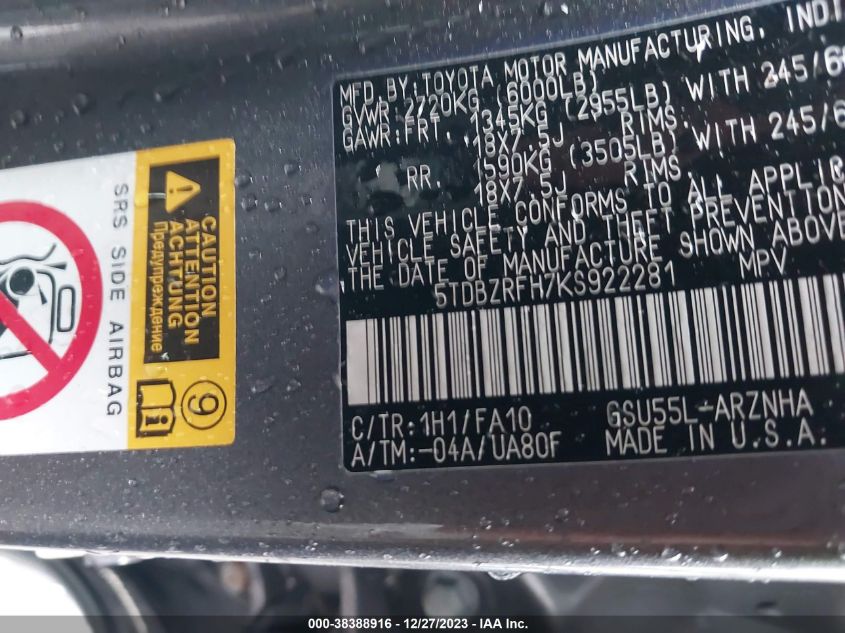 MFD.BY:TOYOTA MOTOR MANUFACTURING, INDI
GVWR 2720KG (6000LB)
GAWR:FRT. 1345KG (2955LB) WITH 245/6
18X7.5J RIMS.
RR. 1590KG (3505LB) WITH 245/6
18X7.5J RIMS.
THIS VEHICLE CONFORMS TO ALL APPLIC
VEHICLE SAFETY AND THEFT PREVENTION
THE DATE OF MANUFACTURE SHOWN ABOVE
5TDBZRFH7KS922281 MPV
C/TR:1H1/FA10 GSU55L-ARZNHA
A/TM:-04A/UA80F MADE IN U.S.A.
SRS SIDE AIRBAG
CAUTION
ATTENTION
ACHTUNG
Предупреждение
9
000-38388916 - 12/27/2023 - IAA Inc.